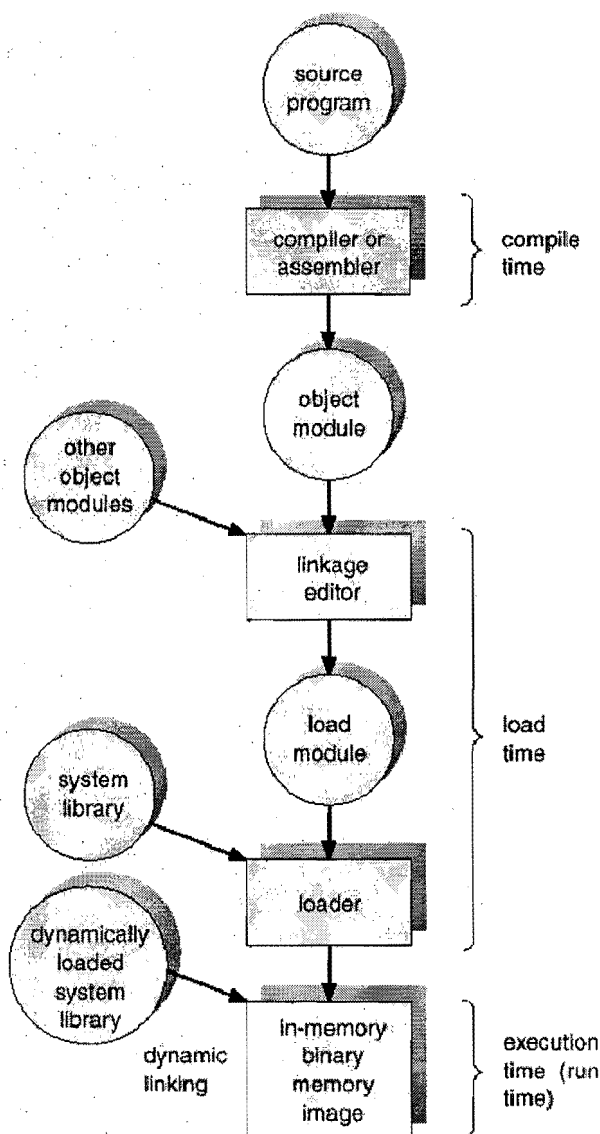 source
program
compiler or
assembler
compile
time
object
module
other
object
modules
linkage
editor
load
module
load
time
system
library
loader
dynamically
loaded
system
library
dynamic
linking
in-memory
binary
memory
image
execution
time (run
time)